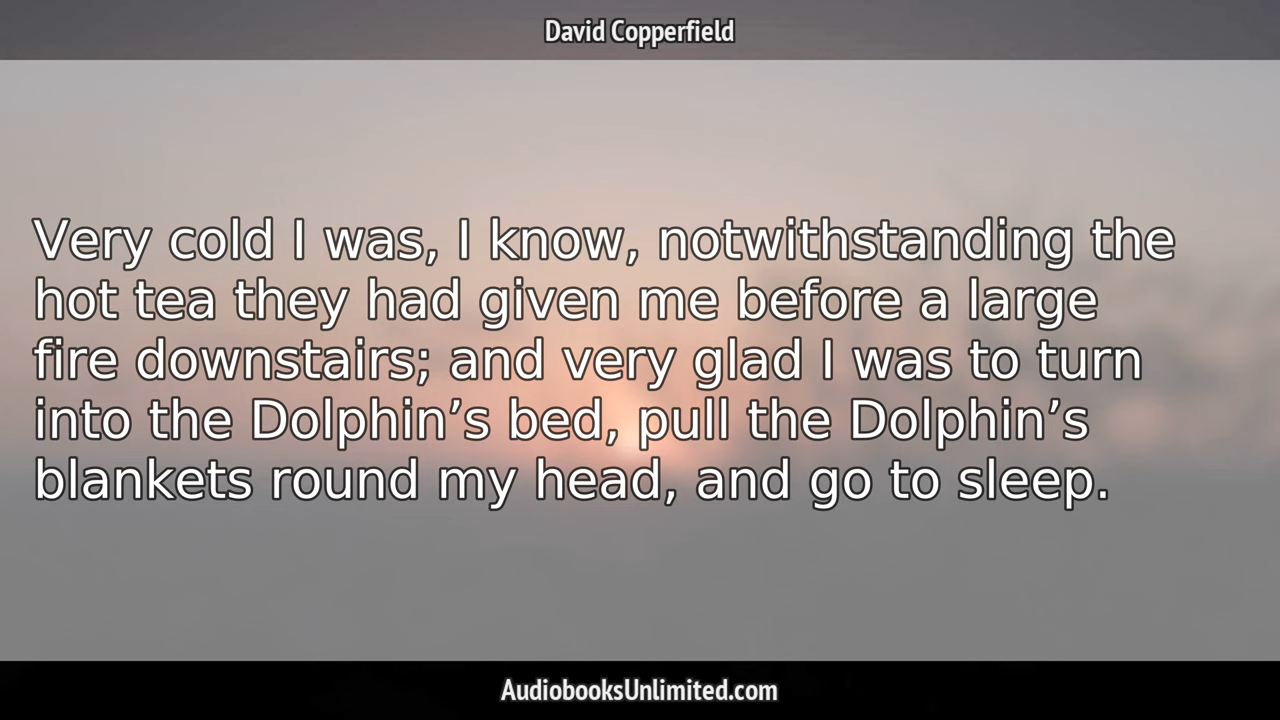 David Copperfield
Very cold I was, I know, notwithstanding the
hot tea they had given me before a large
fire downstairs; and very glad I was to turn
into the Dolphin’s bed, pull the Dolphin’s
blankets round my head, and go to sleep.
AudiobooksUnlimited.com